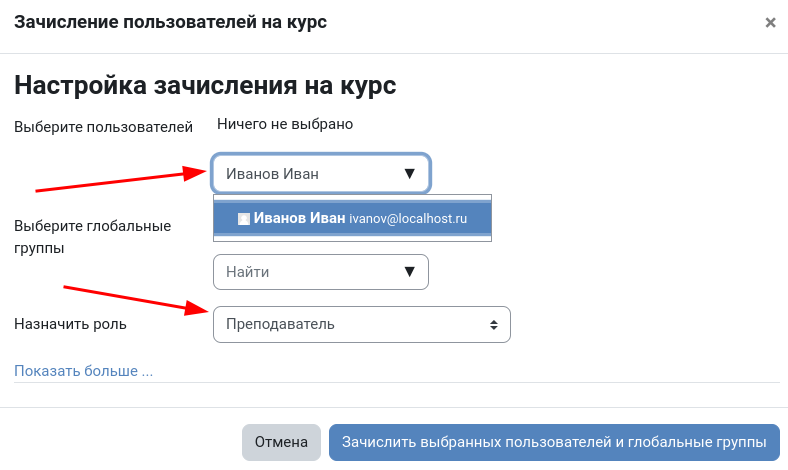 Зачисление пользователей на курс ×
Настройка зачисления на курс
Выберите пользователей
Ничего не выбрано
Иванов Иван ▼
Иванов Иван ivanov@localhost.ru
Выберите глобальные
группы
Найти ▼
Назначить роль
Преподаватель
Показать больше ...
Отмена
Зачислить выбранных пользователей и глобальные группы